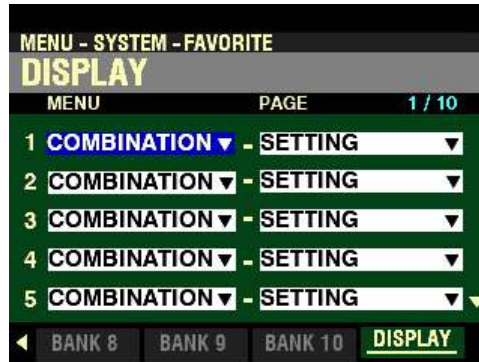 MENU - SYSTEM - FAVORITE
DISPLAY
MENU PAGE 1 / 10
1 COMBINATION ▼ - SETTING ▼
2 COMBINATION ▼ - SETTING ▼
3 COMBINATION ▼ - SETTING ▼
4 COMBINATION ▼ - SETTING ▼
5 COMBINATION ▼ - SETTING ▼
BANK 8 BANK 9 BANK 10 DISPLAY